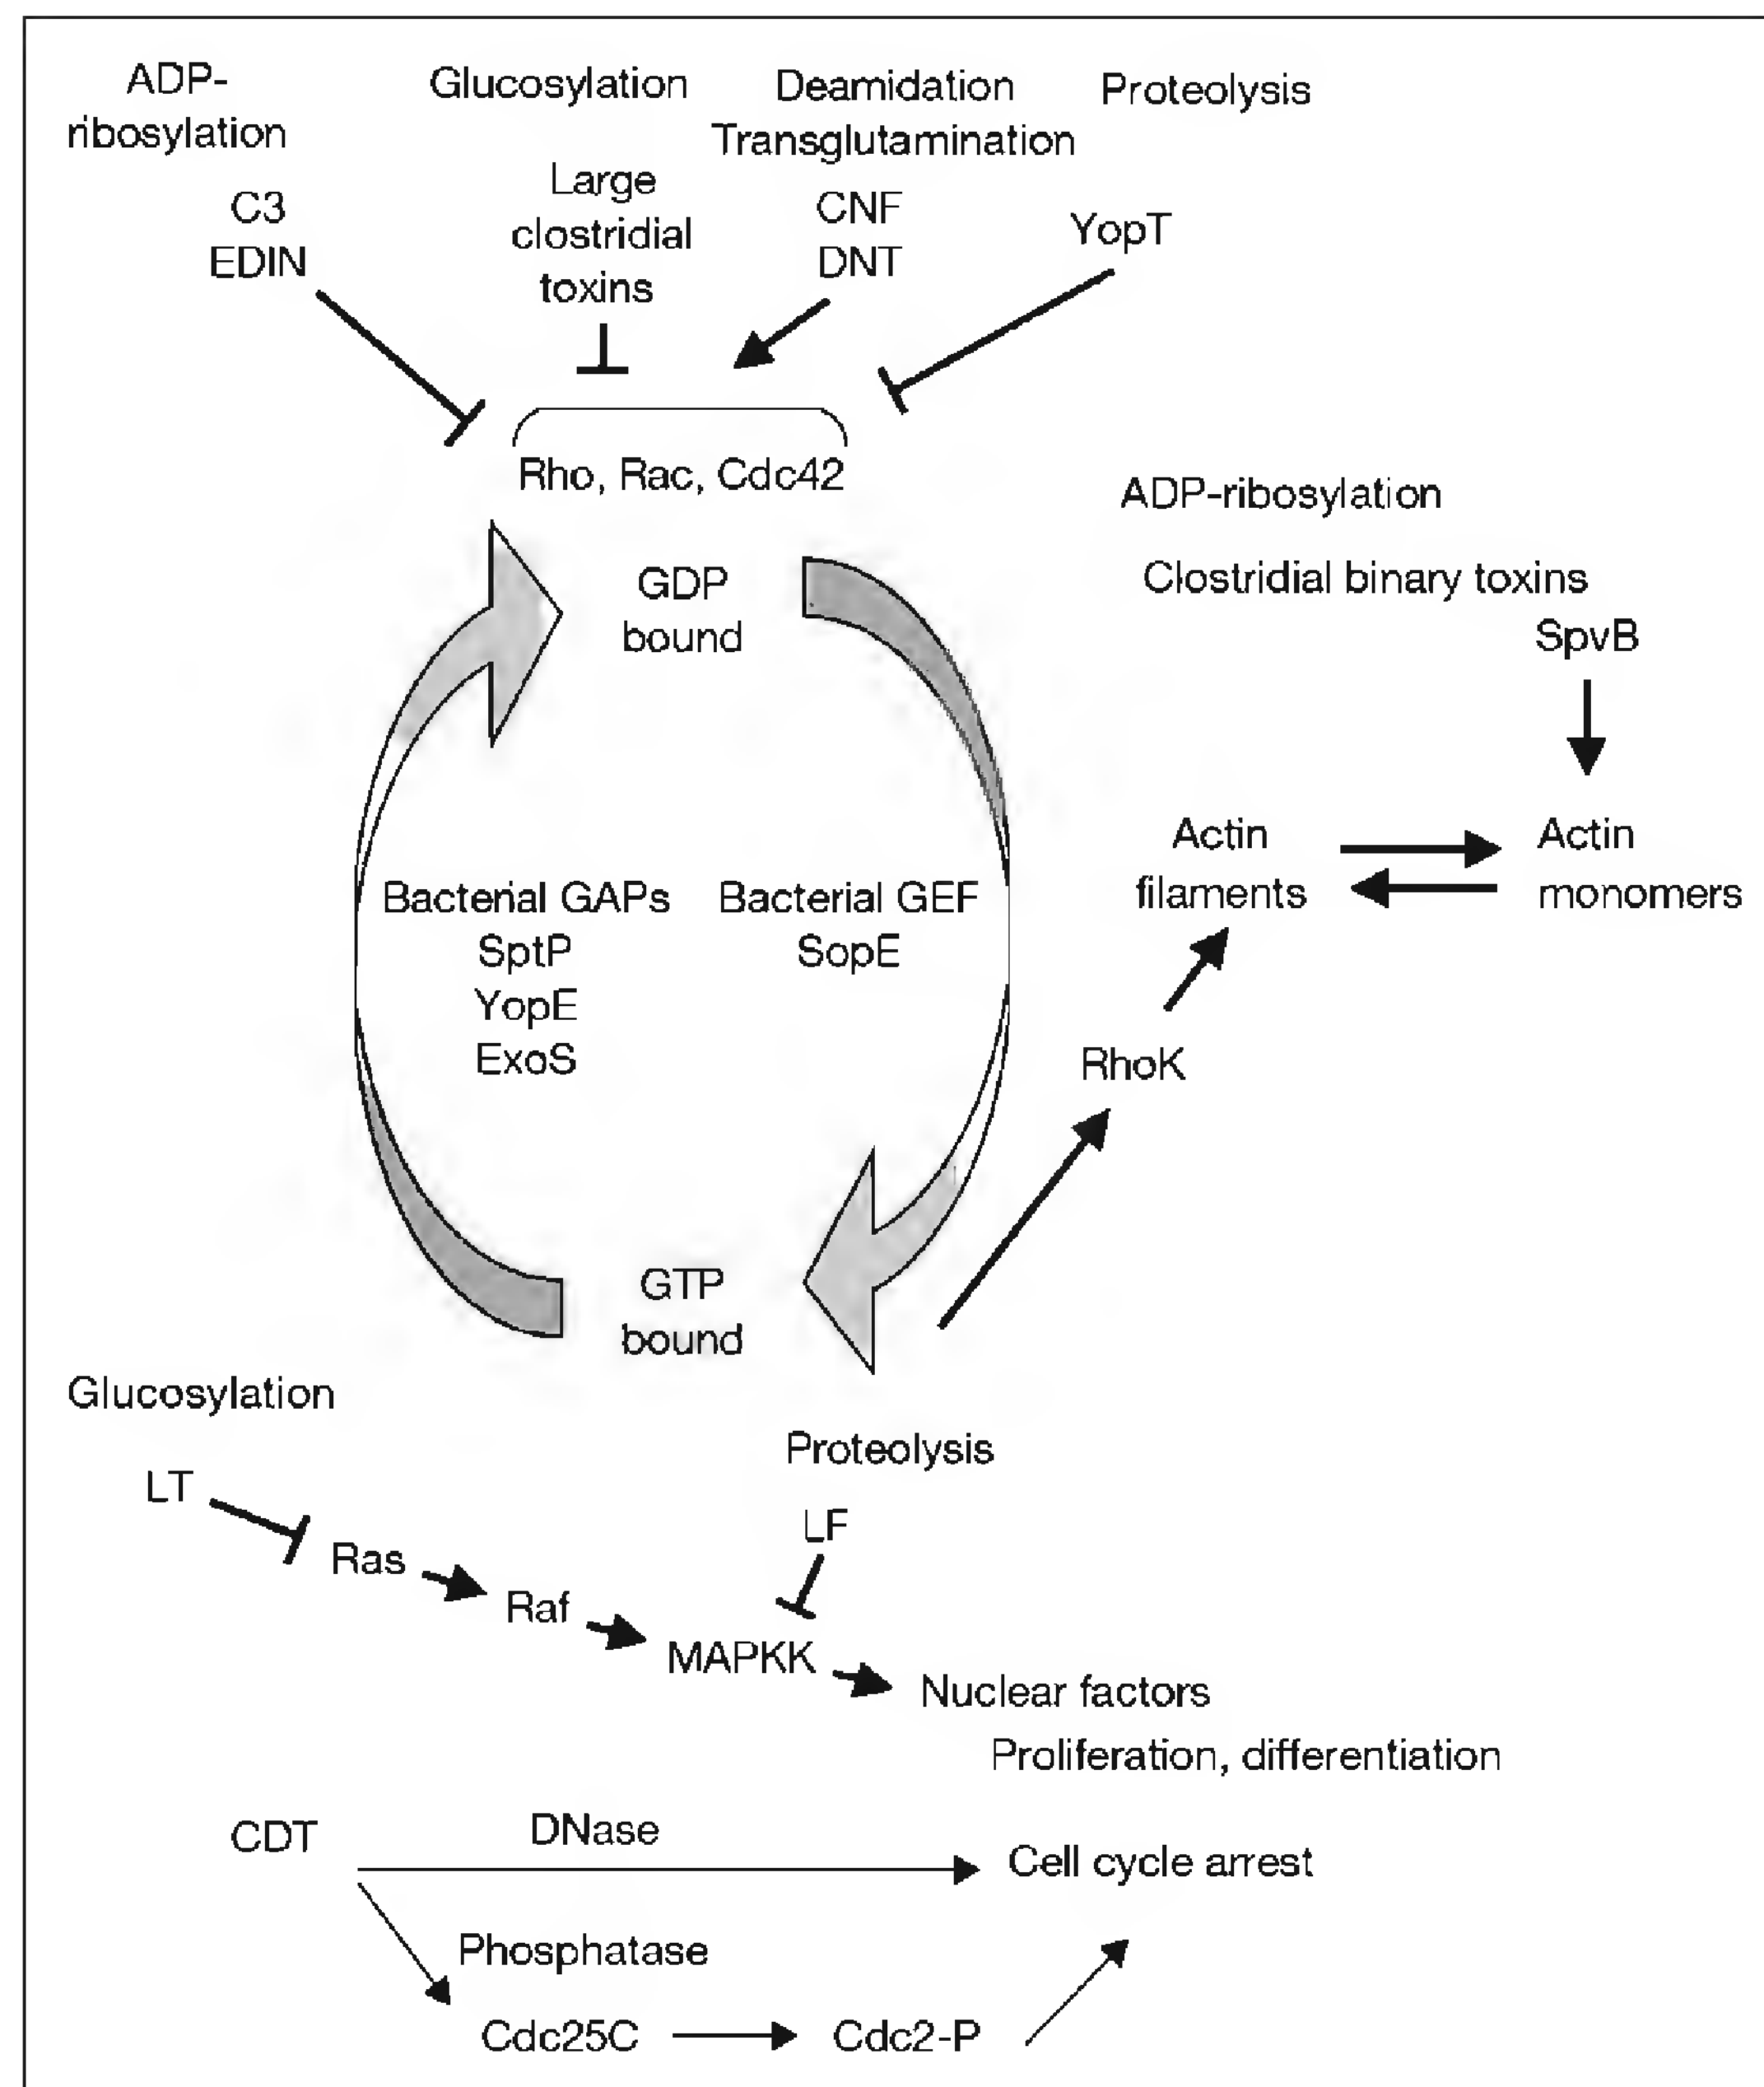 ADP-
ribosylation
C3
EDIN
Glucosylation
Large
clostridial
toxins
Deamidation
Transglutamination
CNF
DNT
Proteolysis
YopT
Rho, Rac, Cdc42
GDP
bound
ADP-ribosylation
Clostridial binary toxins
SpvB
Actin
filaments
Actin
monomers
Bacterial GAPs
SptP
YopE
ExoS
Bacterial GEF
SopE
RhoK
GTP
bound
Glucosylation
LT
Ras
Raf
Proteolysis
LF
MAPKK
Nuclear factors
Proliferation, differentiation
CDT
DNase
Cell cycle arrest
Phosphatase
Cdc25C
Cdc2-P